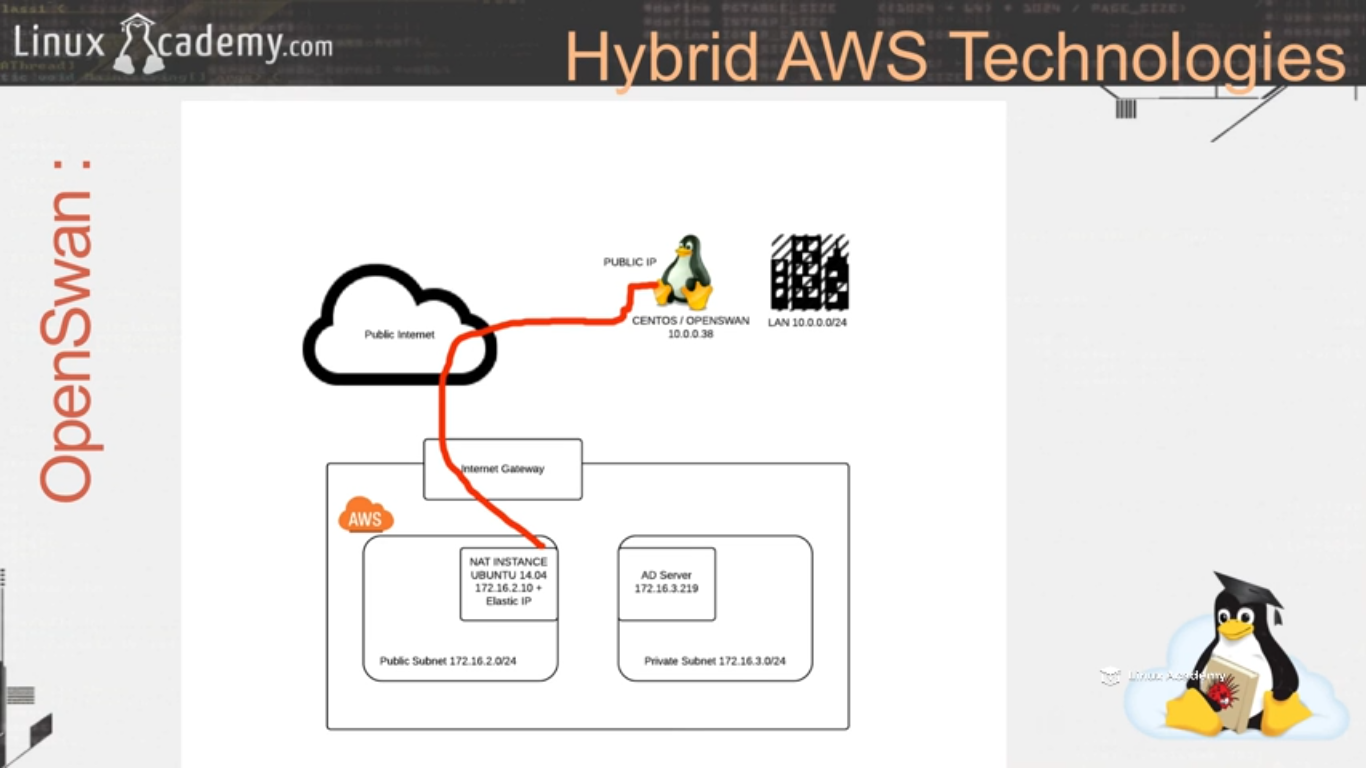 Linux Academy.com
Hybrid AWS Technologies
OpenSwan :
PUBLIC IP
Public Internet
CENTOS / OPENSWAN
10.0.0.38
LAN 10.0.0.0/24
Internet Gateway
AWS
NAT INSTANCE
UBUNTU 14.04
172.16.2.10 +
Elastic IP
AD Server
172.16.3.219
Public Subnet 172.16.2.0/24
Private Subnet 172.16.3.0/24
Linux Academy